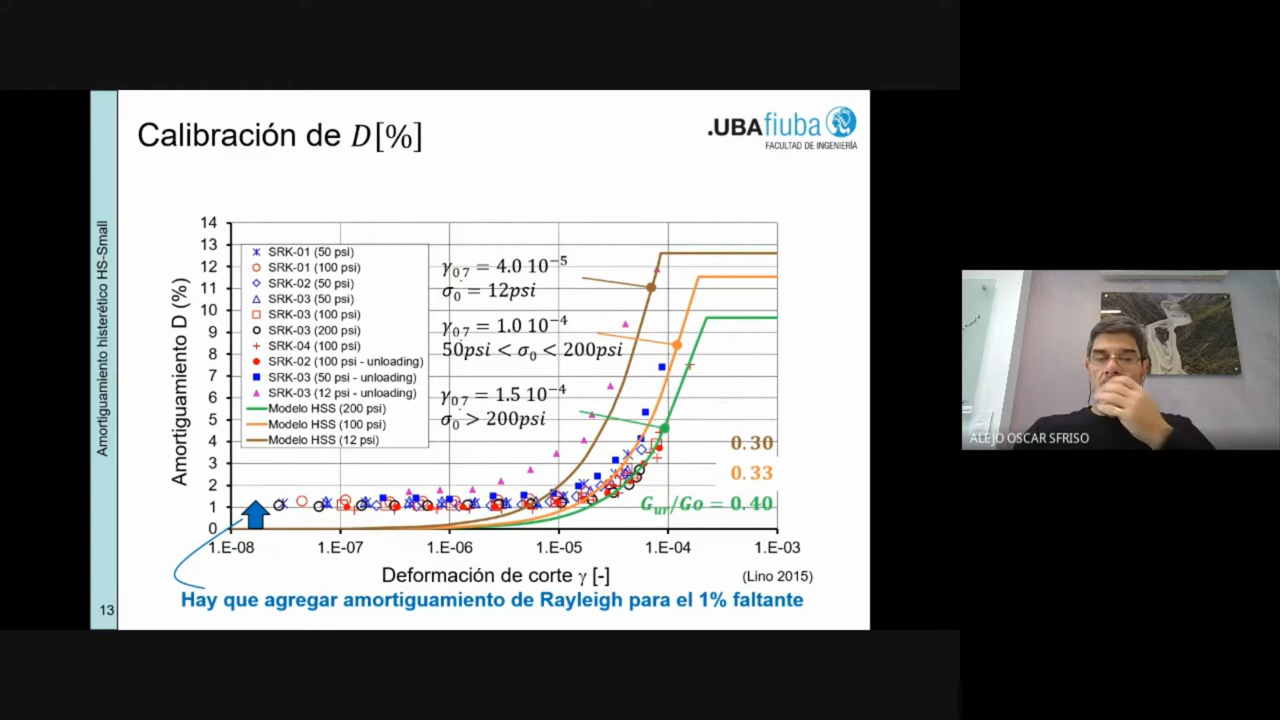 Calibración de D[%]
.UBAfiuba
FACULTAD DE INGENIERÍA
Amortiguamiento histerético HS-Small
13
Amortiguamiento D (%)
14
13
12
11
10
9
8
7
6
5
4
3
2
1
0
SRK-01 (50 psi)
SRK-01 (100 psi)
SRK-02 (50 psi)
SRK-03 (50 psi)
SRK-03 (100 psi)
SRK-03 (200 psi)
SRK-04 (100 psi)
SRK-02 (100 psi - unloading)
SRK-03 (50 psi - unloading)
SRK-03 (12 psi - unloading)
Modelo HSS (200 psi)
Modelo HSS (100 psi)
Modelo HSS (12 psi)
γ0.7 = 4.0 10⁻⁵
σ₀ = 12psi
γ0.7 = 1.0 10⁻⁴
50psi < σ₀ < 200psi
γ0.7 = 1.5 10⁻⁴
σ₀ > 200psi
0.30
0.33
Gur/Go = 0.40
1.E-08 1.E-07 1.E-06 1.E-05 1.E-04 1.E-03
Deformación de corte γ [-]
(Lino 2015)
Hay que agregar amortiguamiento de Rayleigh para el 1% faltante
ALEJO OSCAR SFRISO